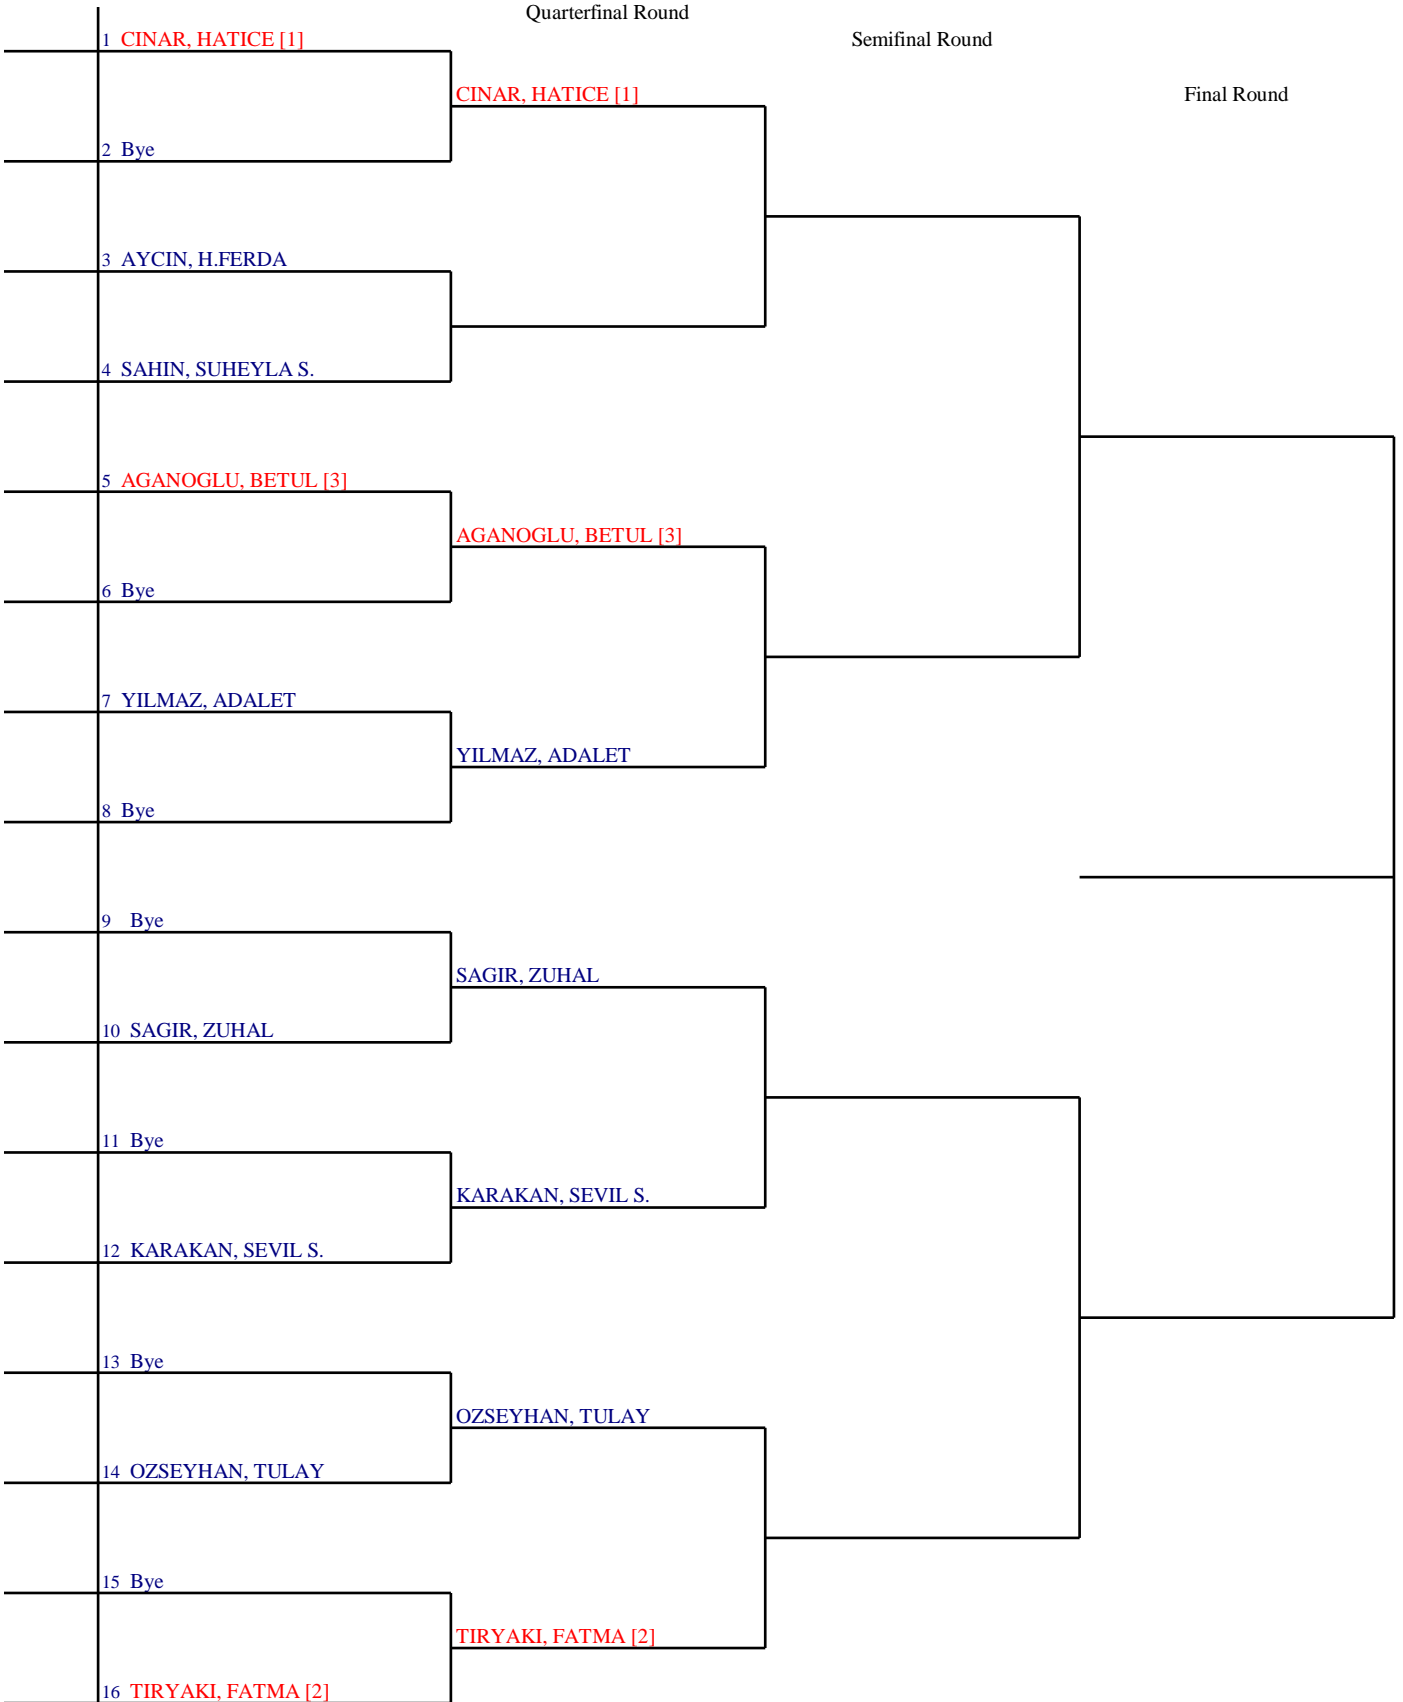 Quarterfinal Round
1 CINAR, HATICE [1]
Semifinal Round
CINAR, HATICE [1]
Final Round
2 Bye
3 AYCIN, H.FERDA
4 SAHIN, SUHEYLA S.
5 AGANOGLU, BETUL [3]
AGANOGLU, BETUL [3]
6 Bye
7 YILMAZ, ADALET
YILMAZ, ADALET
8 Bye
9 Bye
SAGIR, ZUHAL
10 SAGIR, ZUHAL
11 Bye
KARAKAN, SEVIL S.
12 KARAKAN, SEVIL S.
13 Bye
OZSEYHAN, TULAY
14 OZSEYHAN, TULAY
15 Bye
TIRYAKI, FATMA [2]
16 TIRYAKI, FATMA [2]